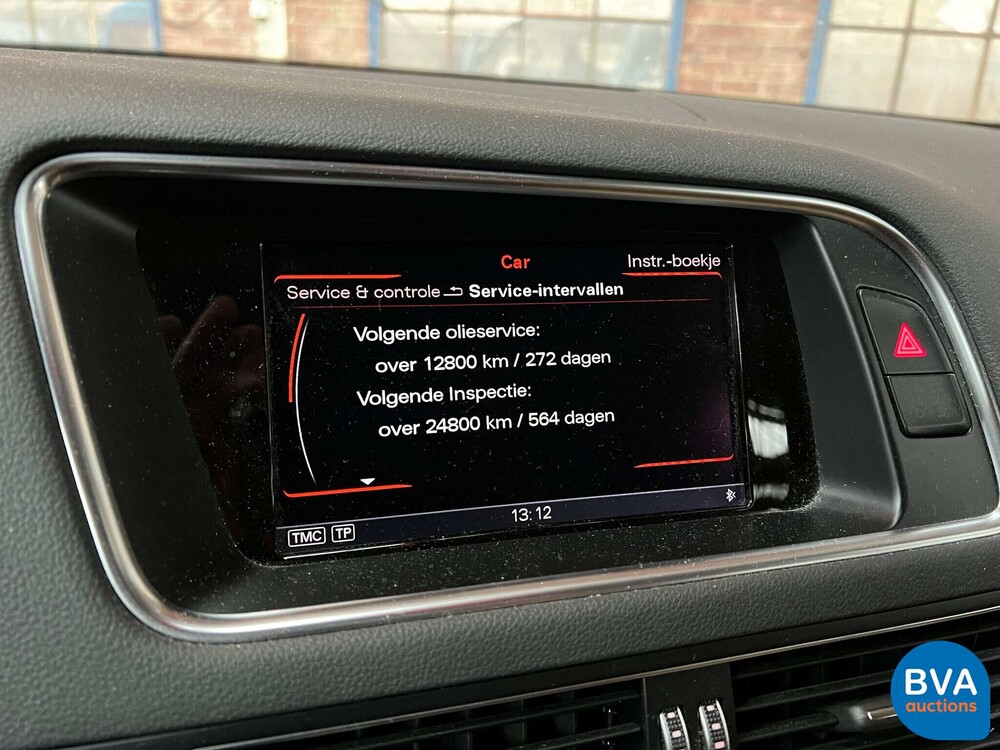 Car
Instr.-boekje
Service & controle Service-intervallen
Volgende olieservice:
over 12800 km / 272 dagen
Volgende Inspectie:
over 24800 km / 564 dagen
TMC TP 13:12
BVA
auctions